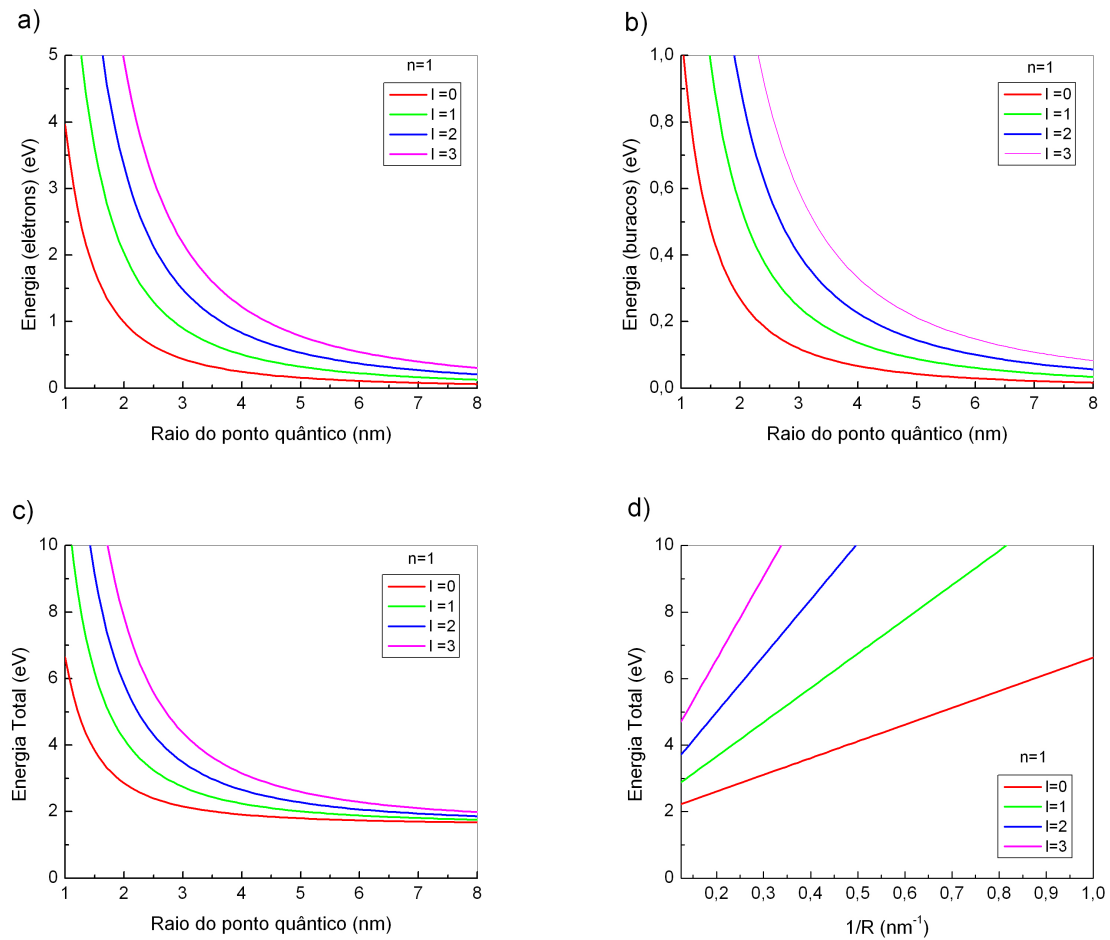 a)
5
4
3
2
1
0
Energia (elétrons) (eV)
n=1
l =0
l =1
l =2
l =3
1 2 3 4 5 6 7 8
Raio do ponto quântico (nm)
b)
1,0
0,8
0,6
0,4
0,2
0,0
Energia (buracos) (eV)
n=1
l =0
l =1
l =2
l =3
1 2 3 4 5 6 7 8
Raio do ponto quântico (nm)
c)
10
8
6
4
2
0
Energia Total (eV)
n=1
l =0
l =1
l =2
l =3
1 2 3 4 5 6 7 8
Raio do ponto quântico (nm)
d)
10
8
6
4
2
0
Energia Total (eV)
n=1
l=0
l=1
l=2
l=3
0,2 0,3 0,4 0,5 0,6 0,7 0,8 0,9 1,0
1/R (nm⁻¹)